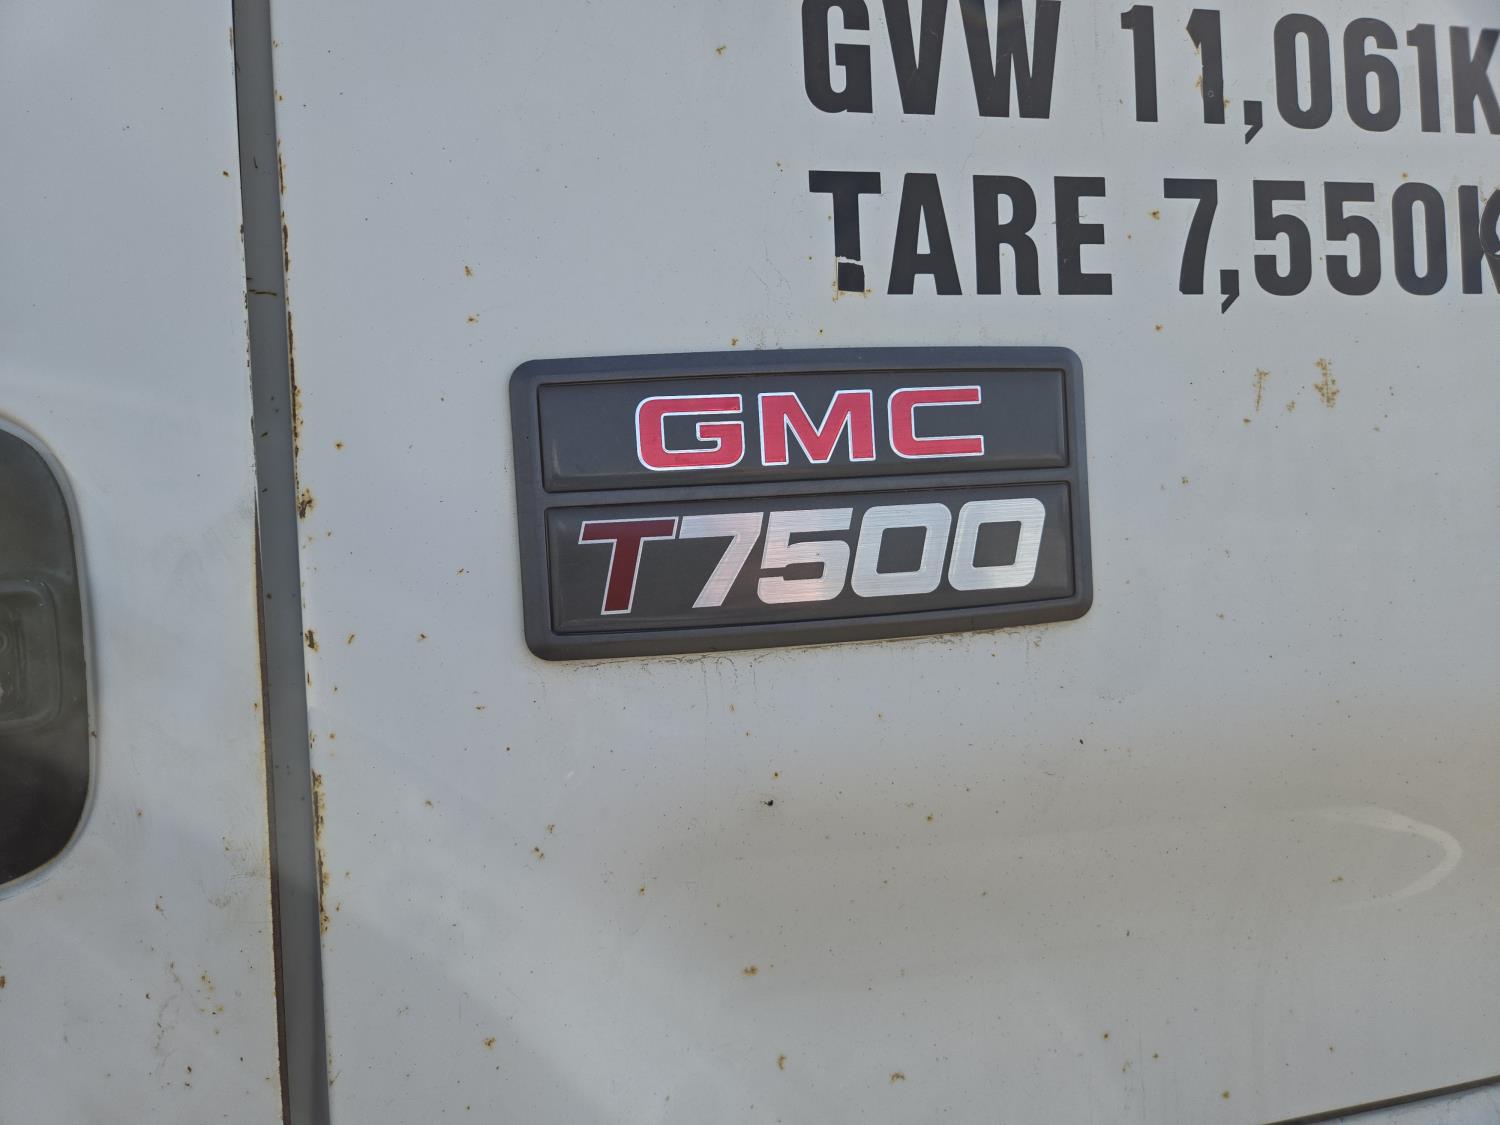 GVW 11,061K
TARE 7,550K
GMC
T7500